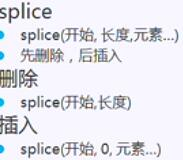 splice
splice(开始, 长度,元素...)
先删除，后插入
删除
splice(开始,长度)
插入
splice(开始, 0, 元素...)